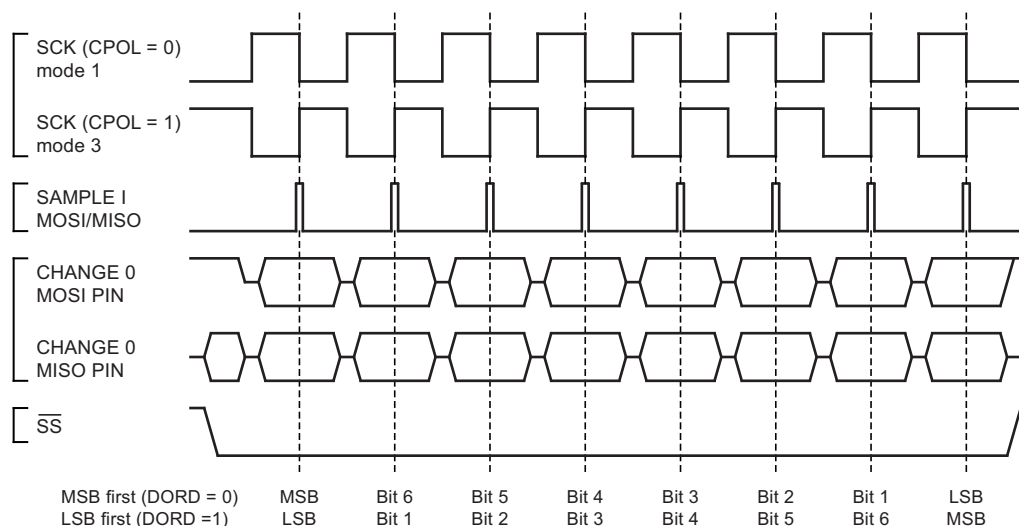 SCK (CPOL = 0)
mode 1
SCK (CPOL = 1)
mode 3
SAMPLE I
MOSI/MISO
CHANGE 0
MOSI PIN
CHANGE 0
MISO PIN
SS
MSB first (DORD = 0) MSB Bit 6 Bit 5 Bit 4 Bit 3 Bit 2 Bit 1 LSB
LSB first (DORD =1) LSB Bit 1 Bit 2 Bit 3 Bit 4 Bit 5 Bit 6 MSB